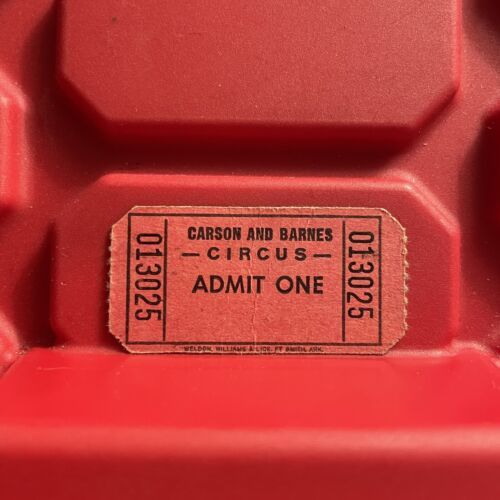 CARSON AND BARNES
— CIRCUS —
ADMIT ONE
013025
013025
WELDON, WILLIAMS & LICK, FT. SMITH, ARK.